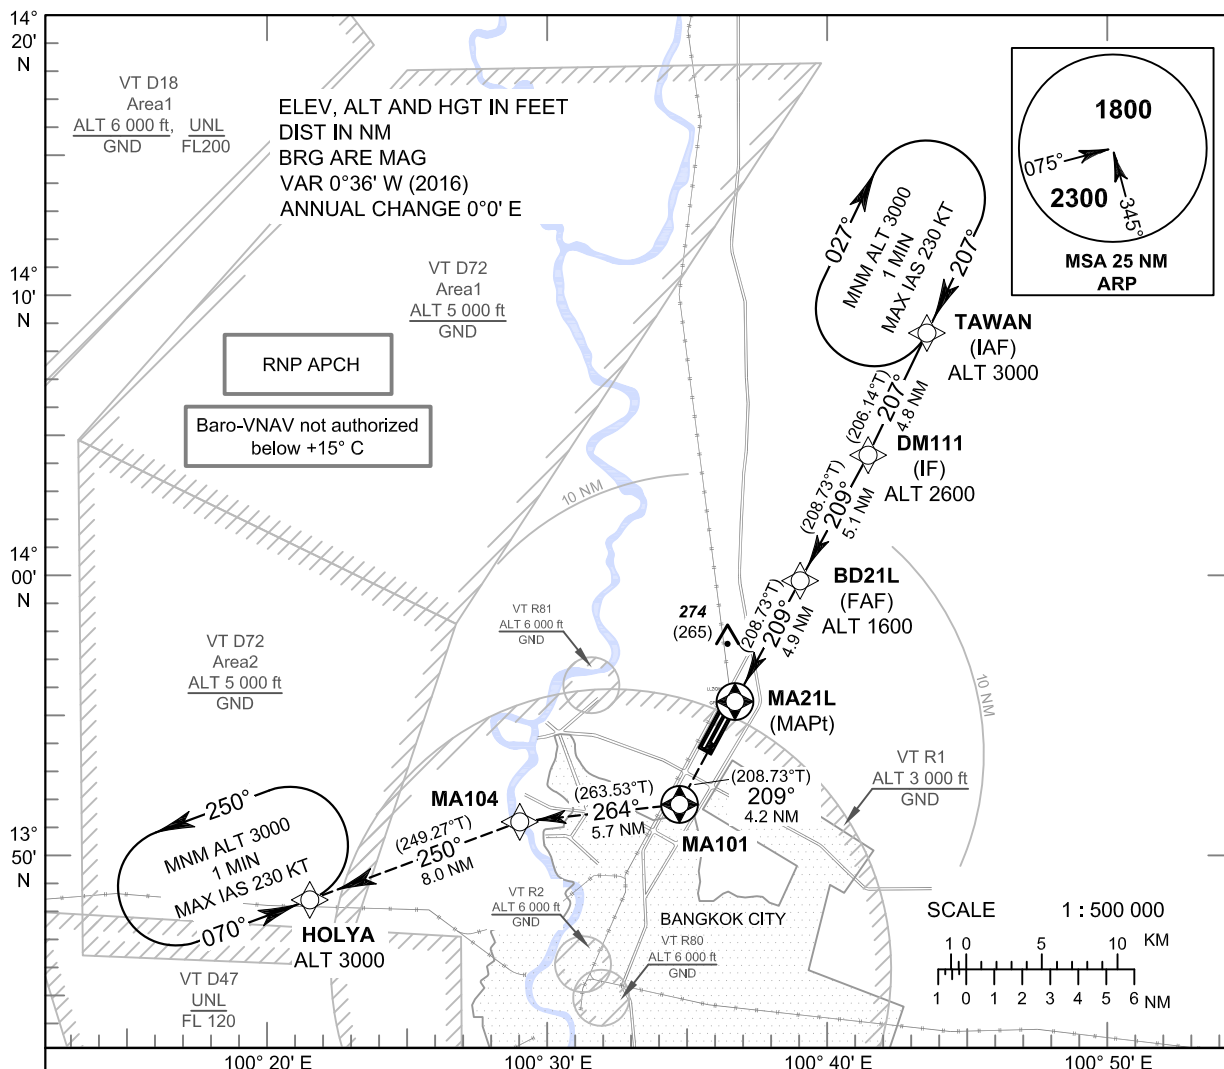 14°
20'
N
VT D18
Area1
ALT 6 000 ft, UNL
GND FL200
ELEV, ALT AND HGT IN FEET
DIST IN NM
BRG ARE MAG
VAR 0°36' W (2016)
ANNUAL CHANGE 0°0' E
1800
075°
2300
345°
MSA 25 NM
ARP
027°
MNM ALT 3000
1 MIN
MAX IAS 230 KT
207°
14°
10'
N
VT D72
Area1
ALT 5 000 ft
GND
RNP APCH
Baro-VNAV not authorized
below +15° C
TAWAN
(IAF)
ALT 3000
(206.14°T)
207°
4.8 NM
DM111
(IF)
ALT 2600
(208.73°T)
209°
5.1 NM
10 NM
14°
00'
N
BD21L
(FAF)
ALT 1600
(208.73°T)
209°
4.9 NM
VT R81
ALT 6 000 ft
GND
274
(265)
VT D72
Area2
ALT 5 000 ft
GND
MA21L
(MAPt)
10 NM
VT R1
ALT 3 000 ft
GND
(208.73°T)
209°
4.2 NM
MA101
(263.53°T)
264°
5.7 NM
MA104
(249.27°T)
250°
8.0 NM
13°
50'
N
250°
MNM ALT 3000
1 MIN
MAX IAS 230 KT
070°
HOLYA
ALT 3000
VT R2
ALT 6 000 ft
GND
BANGKOK CITY
VT R80
ALT 6 000 ft
GND
VT D47
UNL
FL 120
SCALE 1 : 500 000
1 0 5 10 KM
1 0 1 2 3 4 5 6 NM
100° 20' E 100° 30' E 100° 40' E 100° 50' E